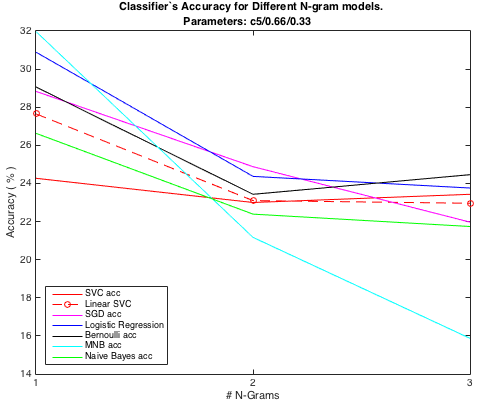 Classifier`s Accuracy for Different N-gram models.
Parameters: c5/0.66/0.33
32
30
28
26
24
22
20
18
16
14
Accuracy ( % )
SVC acc
Linear SVC
SGD acc
Logistic Regression
Bernoulli acc
MNB acc
Naive Bayes acc
1
2
3
# N-Grams